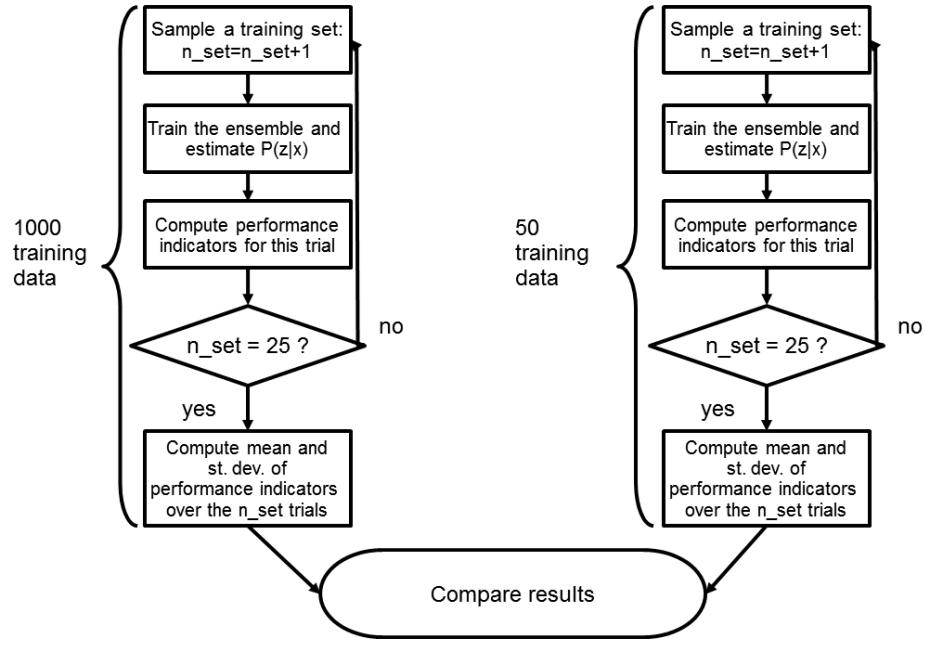 Sample a training set:
n_set=n_set+1
Train the ensemble and
estimate P(z|x)
Compute performance
indicators for this trial
1000
training
data
n_set = 25 ?
no
yes
Compute mean and
st. dev. of
performance indicators
over the n_set trials
Sample a training set:
n_set=n_set+1
Train the ensemble and
estimate P(z|x)
Compute performance
indicators for this trial
50
training
data
n_set = 25 ?
no
yes
Compute mean and
st. dev. of
performance indicators
over the n_set trials
Compare results